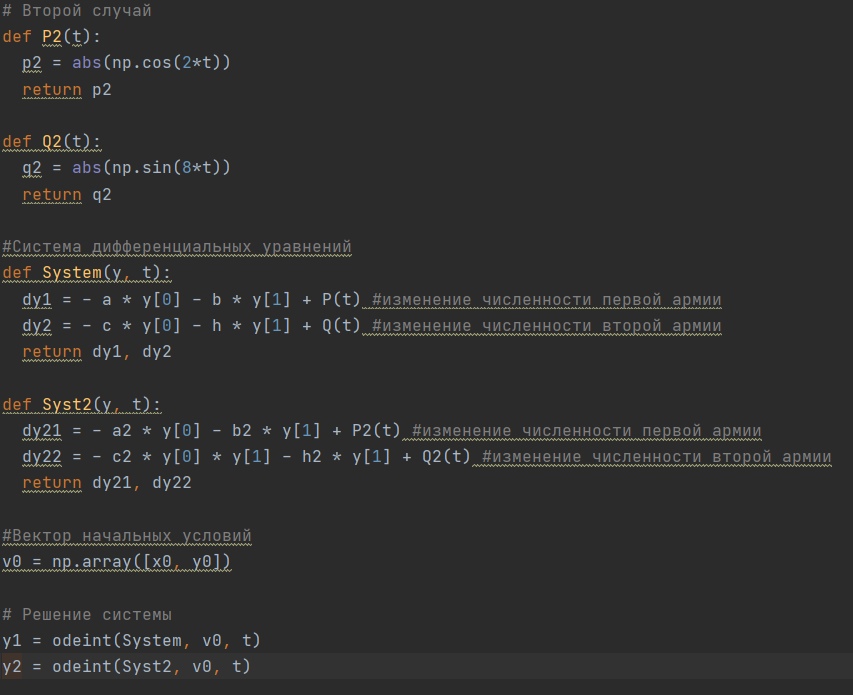 # Второй случай
def P2(t):
  p2 = abs(np.cos(2*t))
  return p2

def Q2(t):
  q2 = abs(np.sin(8*t))
  return q2

#Система дифференциальных уравнений
def System(y, t):
  dy1 = - a * y[0] - b * y[1] + P(t) #изменение численности первой армии
  dy2 = - c * y[0] - h * y[1] + Q(t) #изменение численности второй армии
  return dy1, dy2

def Syst2(y, t):
  dy21 = - a2 * y[0] - b2 * y[1] + P2(t) #изменение численности первой армии
  dy22 = - c2 * y[0] * y[1] - h2 * y[1] + Q2(t) #изменение численности второй армии
  return dy21, dy22

#Вектор начальных условий
v0 = np.array([x0, y0])

# Решение системы
y1 = odeint(System, v0, t)
y2 = odeint(Syst2, v0, t)